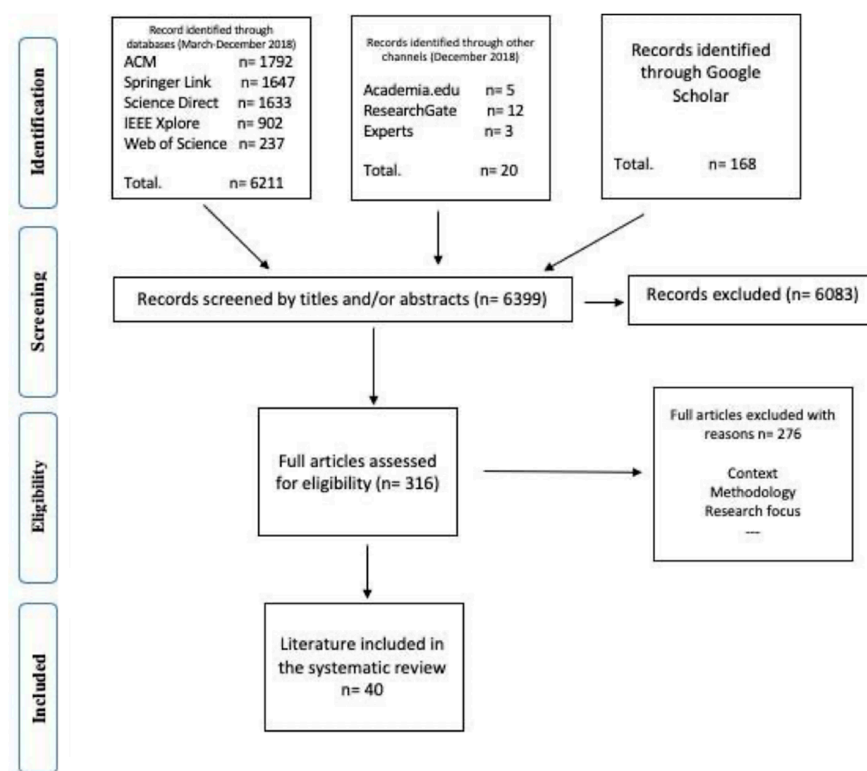 Identification
Record identified through
databases (March-December 2018)
ACM n= 1792
Springer Link n= 1647
Science Direct n= 1633
IEEE Xplore n= 902
Web of Science n= 237
Total. n= 6211
Records identified through other
channels (December 2018)
Academia.edu n= 5
ResearchGate n= 12
Experts n= 3
Total. n= 20
Records identified
through Google
Scholar
Total. n= 168
Screening
Records screened by titles and/or abstracts (n= 6399)
Records excluded (n= 6083)
Eligibility
Full articles assessed
for eligibility (n= 316)
Full articles excluded with
reasons n= 276
Context
Methodology
Research focus
---
Included
Literature included in
the systematic review
n= 40